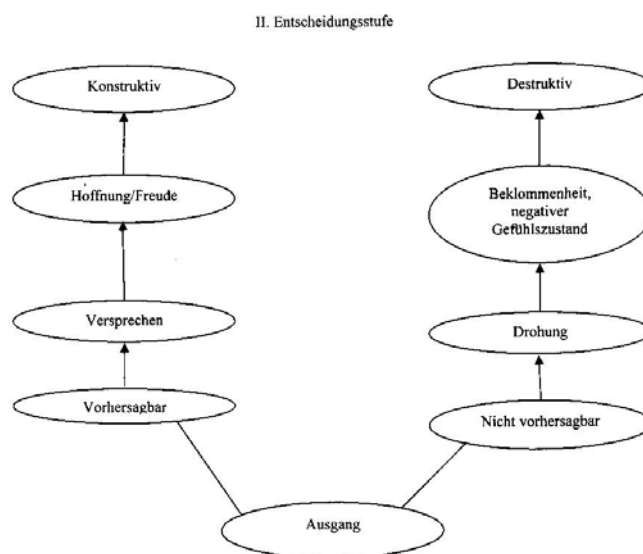 II. Entscheidungsstufe
Konstruktiv
Destruktiv
Hoffnung/Freude
Beklommenheit,
negativer
Gefühlszustand
Versprechen
Drohung
Vorhersagbar
Nicht vorhersagbar
Ausgang